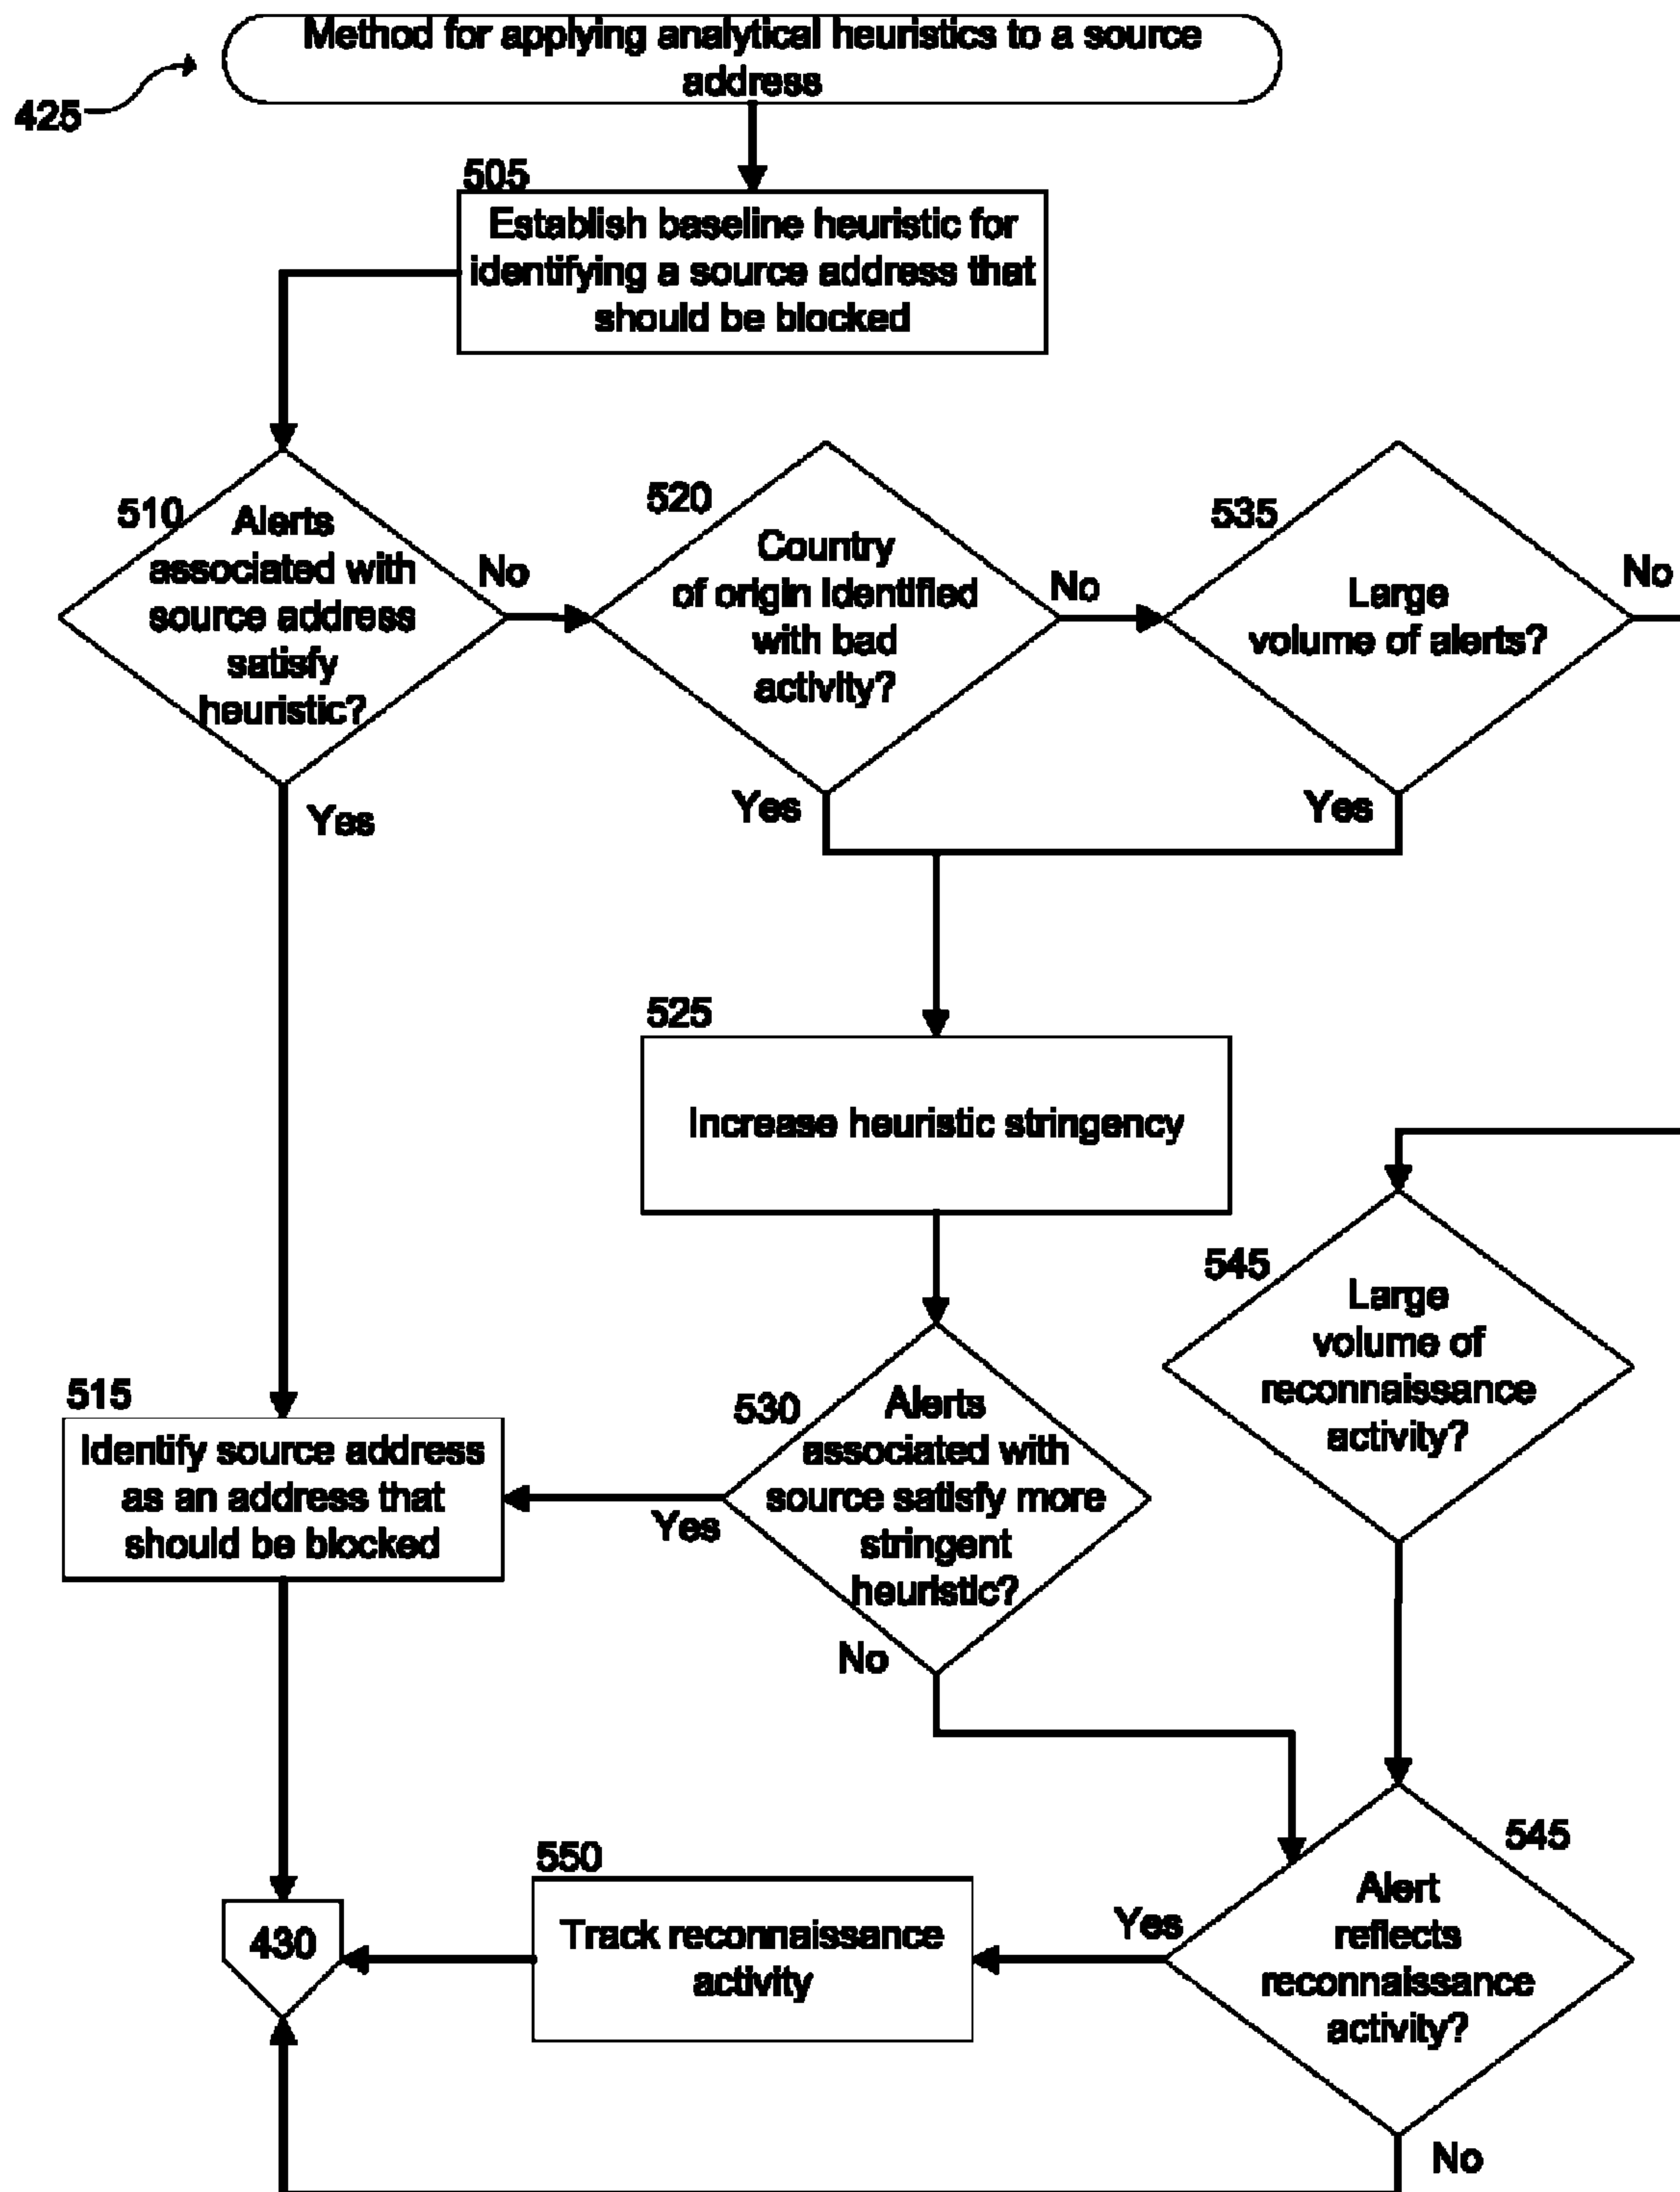 Method for applying analytical heuristics to a source
address
425
505
Establish baseline heuristic for
identifying a source address that
should be blocked
510
Alerts
associated with
source address
satisfy
heuristic?
No
Yes
520
Country
of origin identified
with bad
activity?
No
Yes
535
Large
volume of alerts?
No
Yes
525
Increase heuristic stringency
545
Large
volume of
reconnaissance
activity?
515
Identify source address
as an address that
should be blocked
530
Alerts
associated with
source satisfy more
stringent
heuristic?
Yes
No
545
Alert
reflects
reconnaissance
activity?
Yes
No
550
Track reconnaissance
activity
430